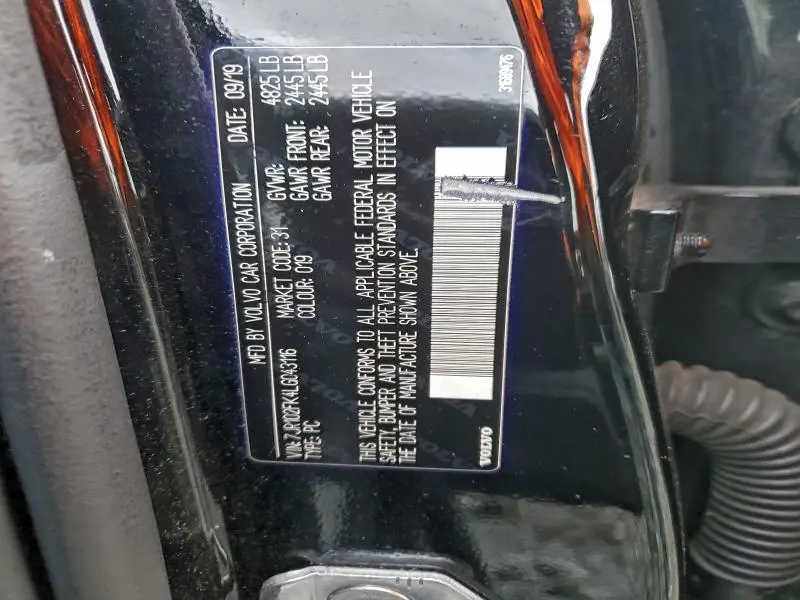 MFD BY VOLVO CAR CORPORATION DATE: 09/19
GVWR: 4825 LB
GAWR FRONT: 2445 LB
GAWR REAR: 2445 LB
MARKET CODE: 31
COLOUR: 019
VIN: 7JR102FK4LG043116
TYPE: PC
THIS VEHICLE CONFORMS TO ALL APPLICABLE FEDERAL MOTOR VEHICLE
SAFETY, BUMPER AND THEFT PREVENTION STANDARDS IN EFFECT ON
THE DATE OF MANUFACTURE SHOWN ABOVE.
VOLVO